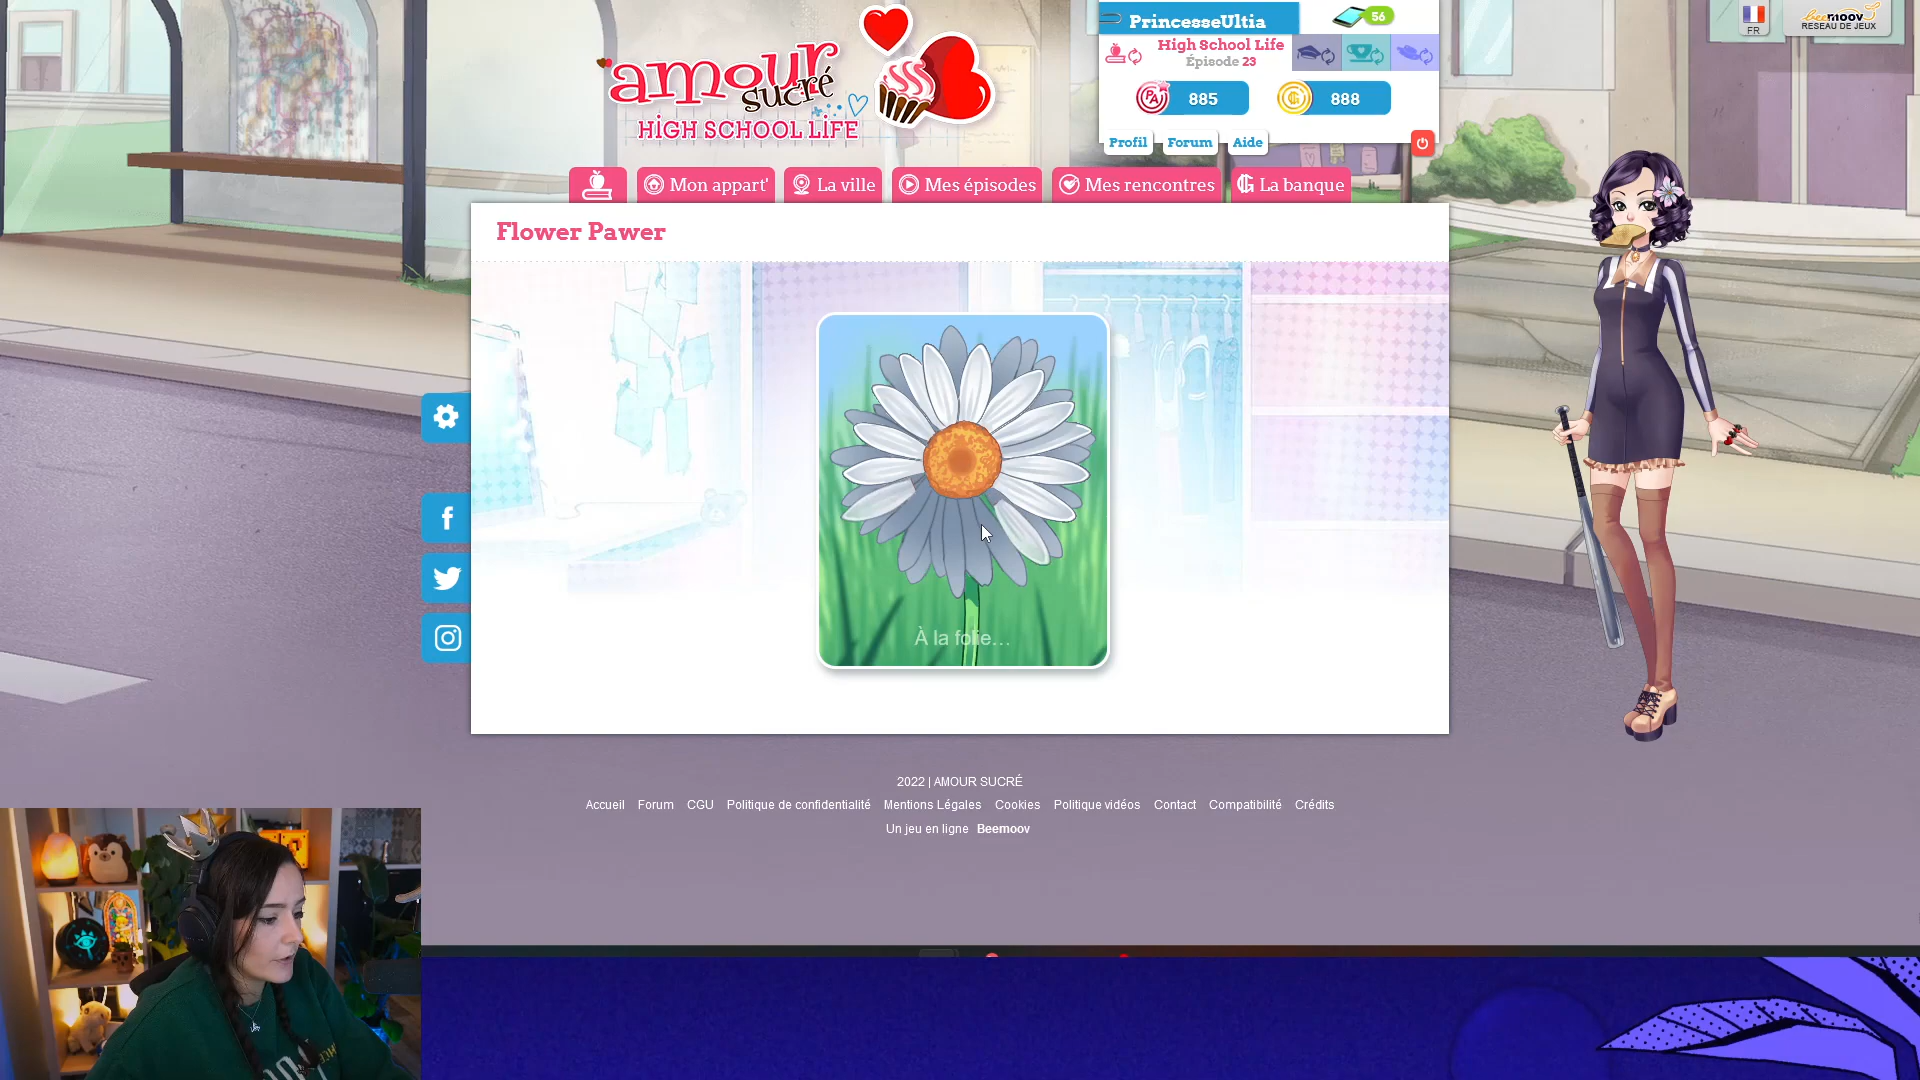 amour
sucré
HIGH SCHOOL LIFE
PrincesseUltia
56
High School Life
Épisode 23
PA 885
888
Profil
Forum
Aide
FR
beemoov
RESEAU DE JEUX
Mon appart'
La ville
Mes épisodes
Mes rencontres
La banque
Flower Pawer
À la folie...
2022 | AMOUR SUCRÉ
Accueil Forum CGU Politique de confidentialité Mentions Légales Cookies Politique vidéos Contact Compatibilité Crédits
Un jeu en ligne Beemoov